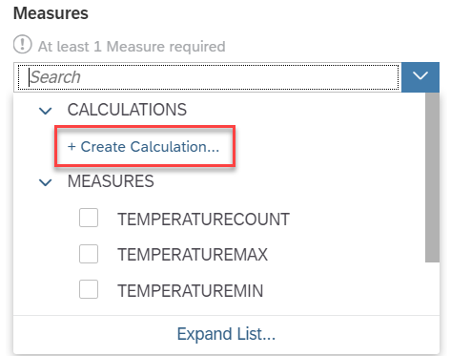 Measures
At least 1 Measure required
Search
CALCULATIONS
+ Create Calculation...
MEASURES
TEMPERATURECOUNT
TEMPERATUREMAX
TEMPERATUREMIN
Expand List...